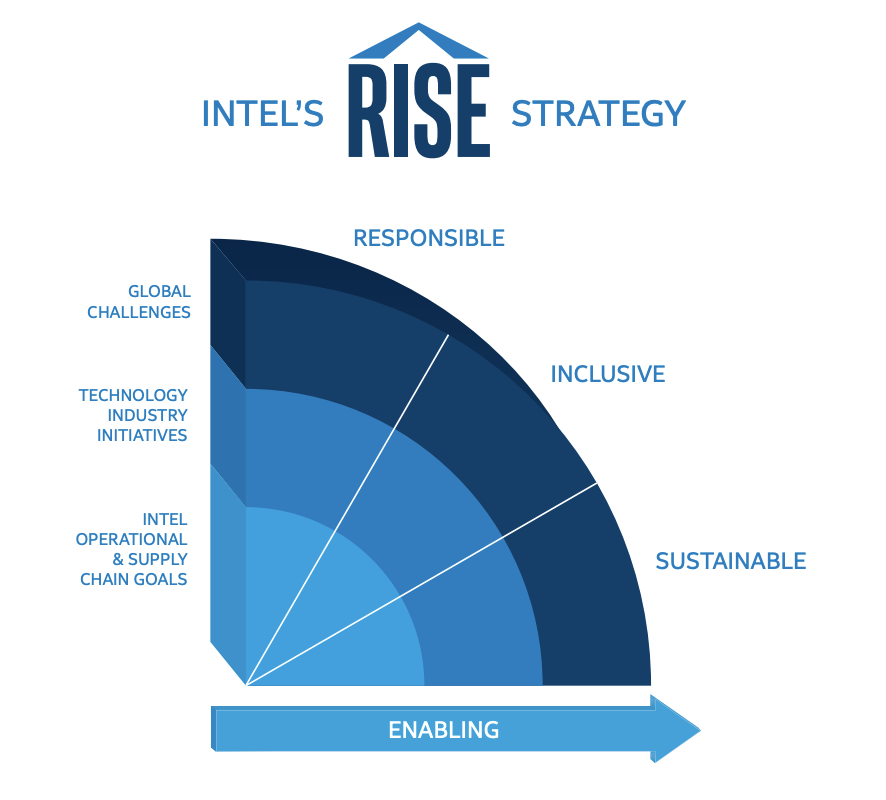 INTEL'S RISE STRATEGY
RESPONSIBLE
GLOBAL
CHALLENGES
INCLUSIVE
TECHNOLOGY
INDUSTRY
INITIATIVES
INTEL
OPERATIONAL
& SUPPLY
CHAIN GOALS
SUSTAINABLE
ENABLING